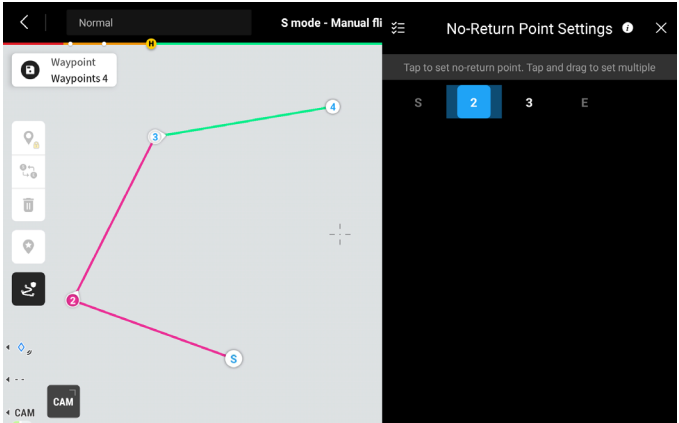 Normal
S mode - Manual fli
No-Return Point Settings
H
Waypoint
Waypoints 4
Tap to set no-return point. Tap and drag to set multiple
S
2
3
E
4
3
2
S
CAM
- -
CAM